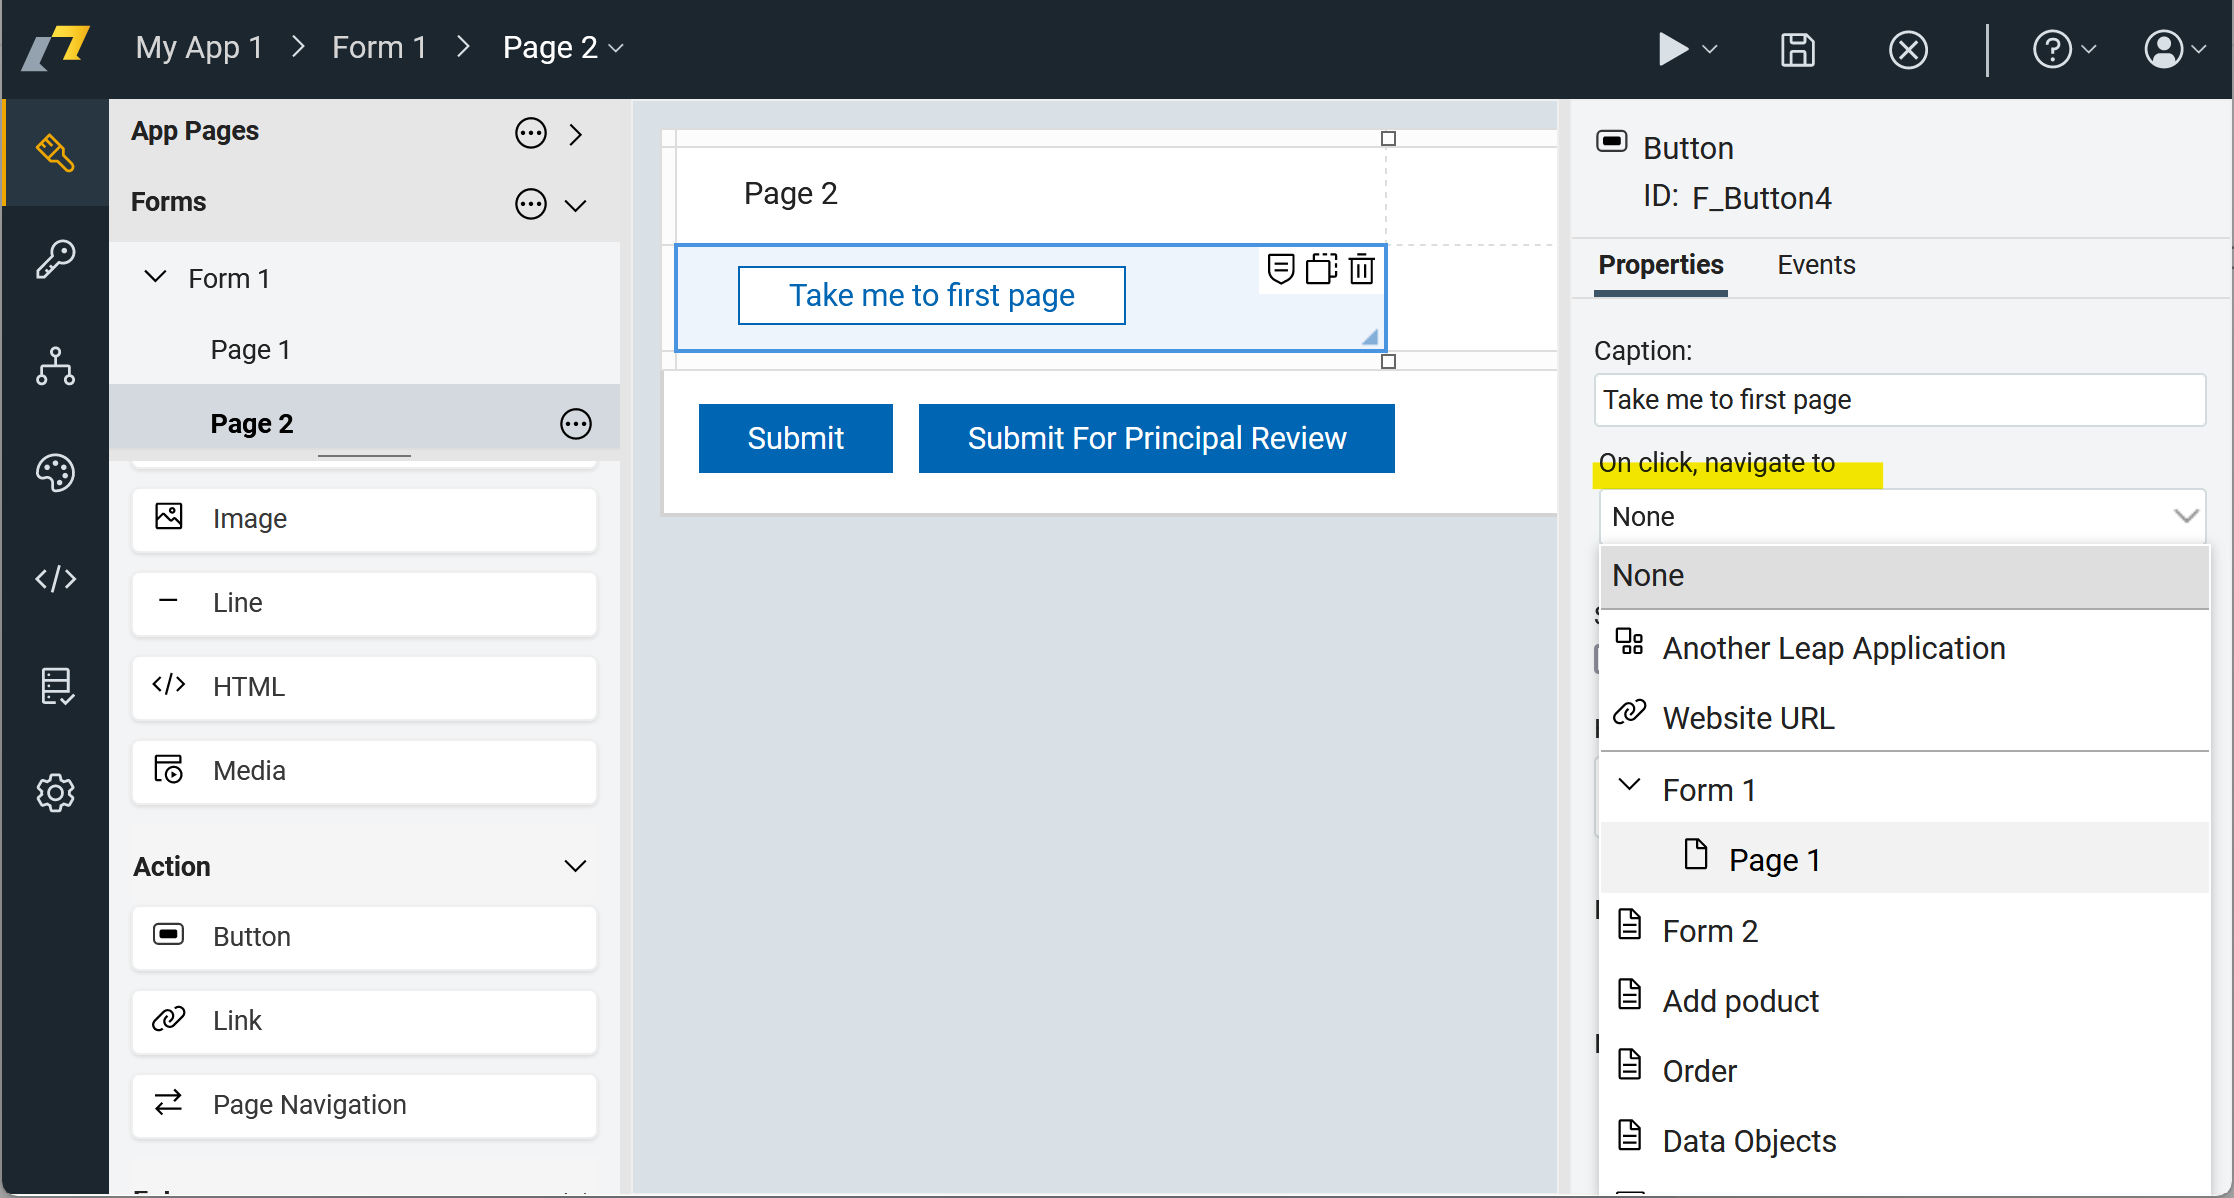 My App 1 > Form 1 > Page 2
App Pages
Forms
Form 1
Page 1
Page 2
Image
Line
HTML
Media
Action
Button
Link
Page Navigation
Page 2
Take me to first page
Submit
Submit For Principal Review
Button
ID: F_Button4
Properties
Events
Caption:
Take me to first page
On click, navigate to
None
None
Another Leap Application
Website URL
Form 1
Page 1
Form 2
Add poduct
Order
Data Objects